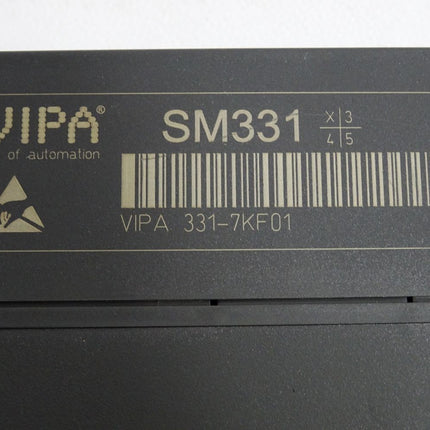 VIPA®
of automation
SM331
X 3
4 5
VIPA 331-7KF01